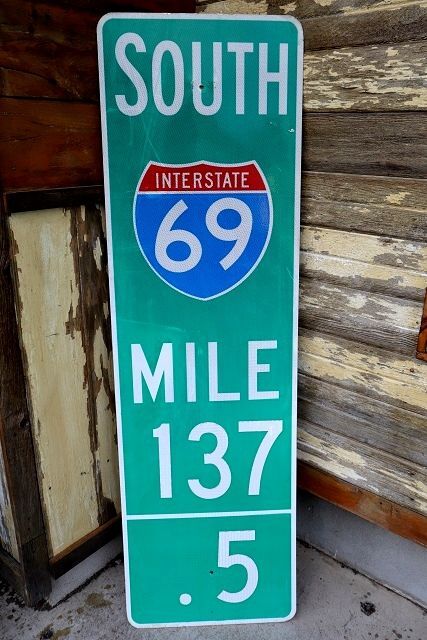 SOUTH
INTERSTATE
69
MILE
137
.5